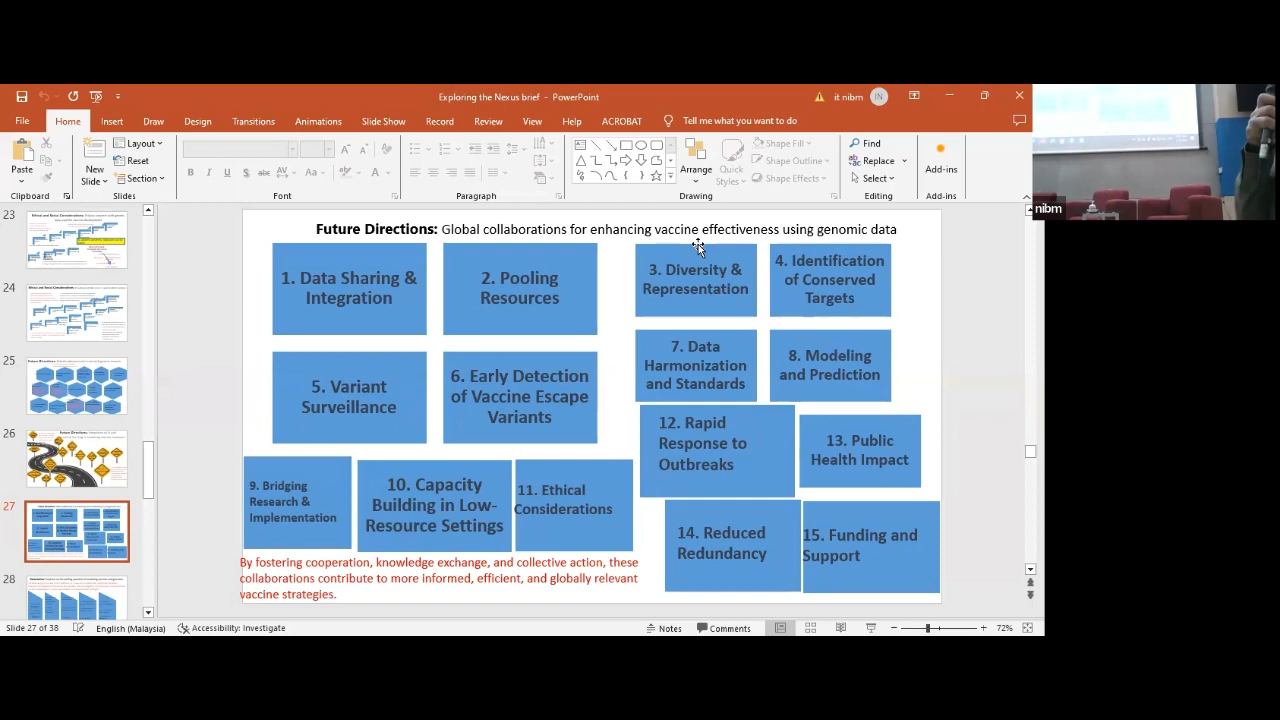 Exploring the Nexus brief - PowerPoint
it nibm
IN
File Home Insert Draw Design Transitions Animations Slide Show Record Review View Help ACROBAT Tell me what you want to do
Paste
Clipboard
New
Slide
Layout
Reset
Section
Slides
B I U S abc AV Aa A
Font
Paragraph
Arrange
Quick
Styles
Shape Fill
Shape Outline
Shape Effects
Drawing
Find
Replace
Select
Editing
Add-ins
Add-ins
nibm
23
24
25
26
27
28
Future Directions: Global collaborations for enhancing vaccine effectiveness using genomic data
1. Data Sharing &
Integration
2. Pooling
Resources
3. Diversity &
Representation
4. Identification
of Conserved
Targets
5. Variant
Surveillance
6. Early Detection
of Vaccine Escape
Variants
7. Data
Harmonization
and Standards
8. Modeling
and Prediction
9. Bridging
Research &
Implementation
10. Capacity
Building in Low-
Resource Settings
11. Ethical
Considerations
12. Rapid
Response to
Outbreaks
13. Public
Health Impact
14. Reduced
Redundancy
15. Funding and
Support
By fostering cooperation, knowledge exchange, and collective action, these
collaborations contribute to more informed, efficient, and globally relevant
vaccine strategies.
Slide 27 of 38 English (Malaysia) Accessibility: Investigate Notes Comments 72%